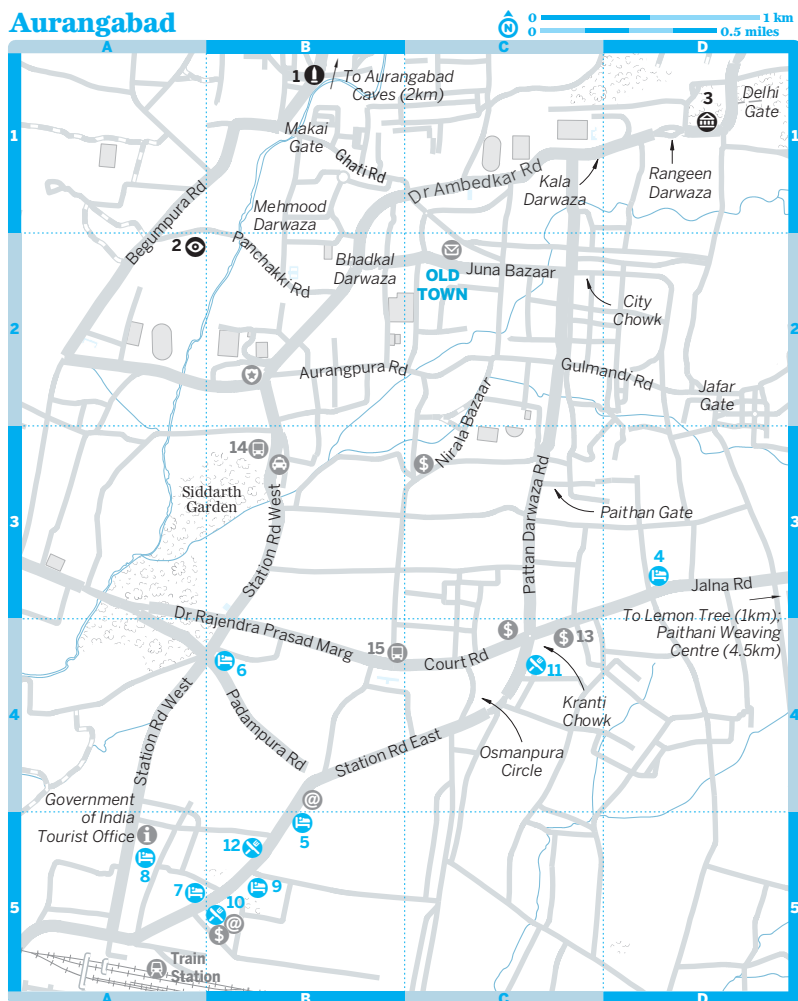 Aurangabad
N
0 1 km
0 0.5 miles
A B C D
1 To Aurangabad
Caves (2km)
3
Delhi
Gate
Makai
Gate
1 1
Ghati Rd
Dr Ambedkar Rd
Kala
Darwaza
Rangeen
Darwaza
Begumpura Rd
Mehmood
Darwaza
2
Panchakki Rd
Bhadkal
Darwaza
OLD
TOWN
Juna Bazaar
City
Chowk
2 2
Aurangpura Rd
Gulmandi Rd
Jafar
Gate
Nirala Bazaar
14
$
Siddarth
Garden
Station Rd West
Pattan Darwaza Rd
Paithan Gate
3 3
4
Jalna Rd
Dr Rajendra Prasad Marg
To Lemon Tree (1km);
Paithani Weaving
Centre (4.5km)
15
$
$ 13
Court Rd
11
6
Kranti
Chowk
Station Rd West
Padampura Rd
4 4
Station Rd East
Osmanpura
Circle
@
Government
of India
Tourist Office
i
5
12
8
7
9
10
@
$
5 5
Train
Station
A B C D